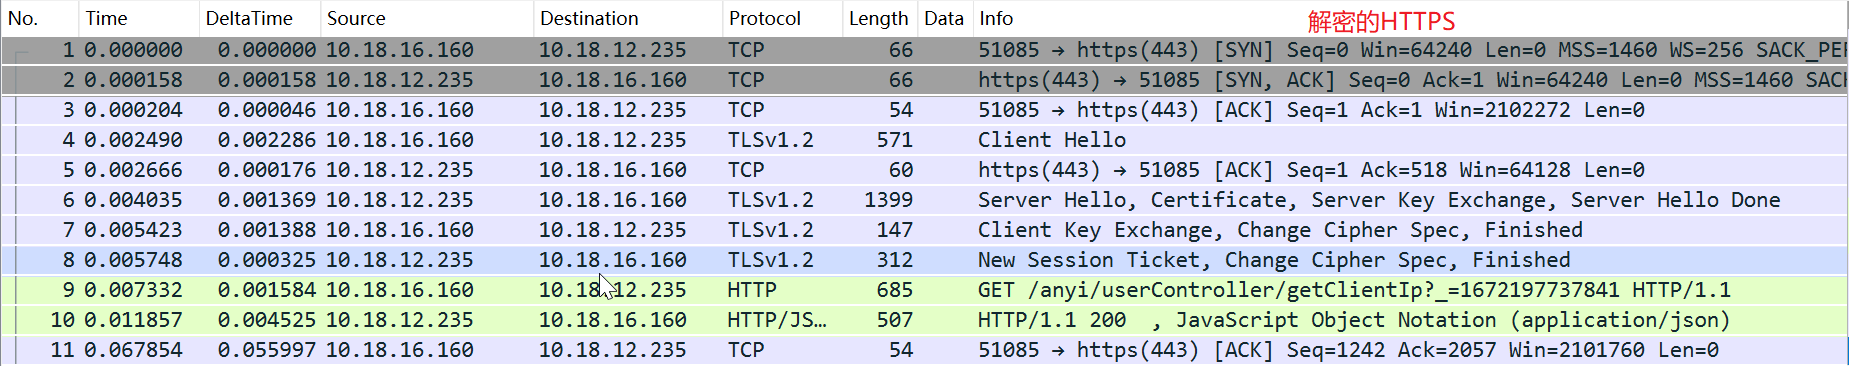 No. Time DeltaTime Source Destination Protocol Length Data Info 解密的HTTPS
1 0.000000 0.000000 10.18.16.160 10.18.12.235 TCP 66 51085 → https(443) [SYN] Seq=0 Win=64240 Len=0 MSS=1460 WS=256 SACK_PE
2 0.000158 0.000158 10.18.12.235 10.18.16.160 TCP 66 https(443) → 51085 [SYN, ACK] Seq=0 Ack=1 Win=64240 Len=0 MSS=1460 SAC
3 0.000204 0.000046 10.18.16.160 10.18.12.235 TCP 54 51085 → https(443) [ACK] Seq=1 Ack=1 Win=2102272 Len=0
4 0.002490 0.002286 10.18.16.160 10.18.12.235 TLSv1.2 571 Client Hello
5 0.002666 0.000176 10.18.12.235 10.18.16.160 TCP 60 https(443) → 51085 [ACK] Seq=1 Ack=518 Win=64128 Len=0
6 0.004035 0.001369 10.18.12.235 10.18.16.160 TLSv1.2 1399 Server Hello, Certificate, Server Key Exchange, Server Hello Done
7 0.005423 0.001388 10.18.16.160 10.18.12.235 TLSv1.2 147 Client Key Exchange, Change Cipher Spec, Finished
8 0.005748 0.000325 10.18.12.235 10.18.16.160 TLSv1.2 312 New Session Ticket, Change Cipher Spec, Finished
9 0.007332 0.001584 10.18.16.160 10.18.12.235 HTTP 685 GET /anyi/userController/getClientIp?_=1672197737841 HTTP/1.1
10 0.011857 0.004525 10.18.12.235 10.18.16.160 HTTP/JS… 507 HTTP/1.1 200  , JavaScript Object Notation (application/json)
11 0.067854 0.055997 10.18.16.160 10.18.12.235 TCP 54 51085 → https(443) [ACK] Seq=1242 Ack=2057 Win=2101760 Len=0